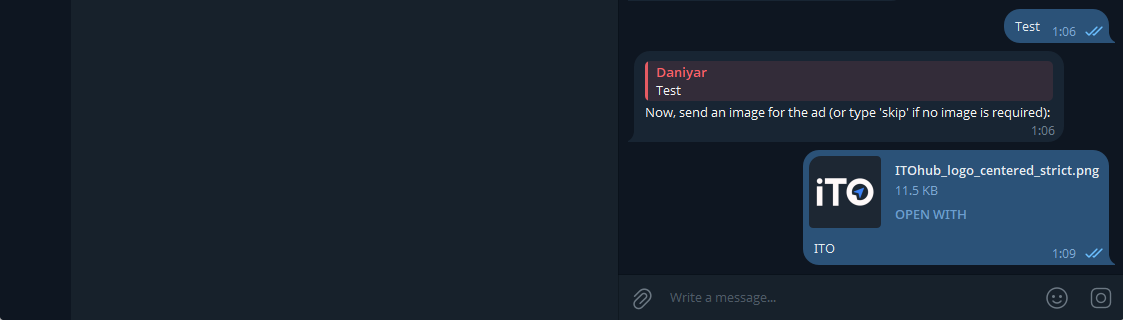 Test
1:06
Daniyar
Test
Now, send an image for the ad (or type 'skip' if no image is required):
1:06
iTO
ITOhub_logo_centered_strict.png
11.5 KB
OPEN WITH
ITO
1:09
Write a message...